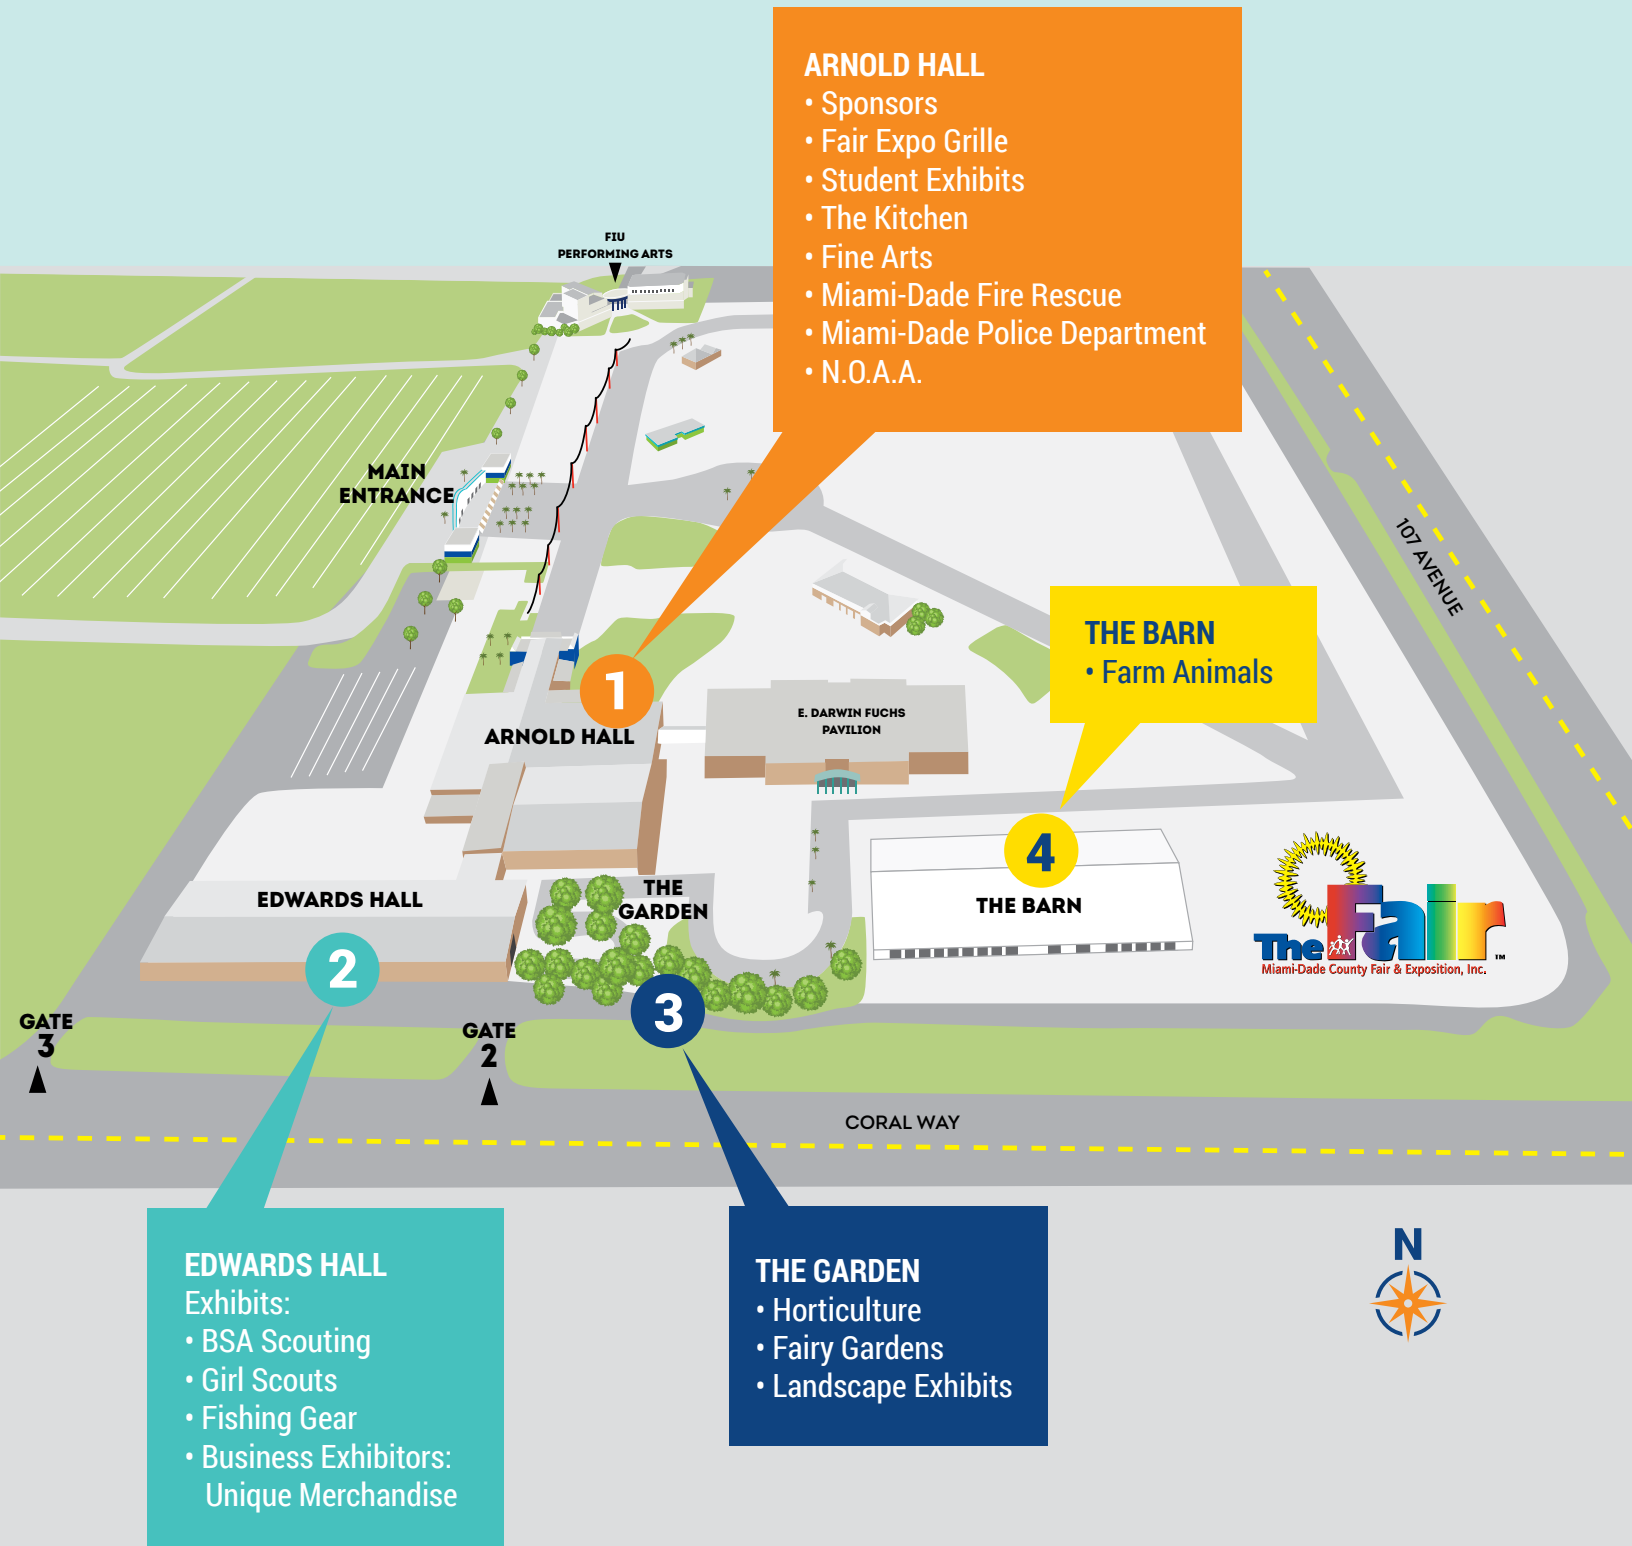 ARNOLD HALL
• Sponsors
• Fair Expo Grille
• Student Exhibits
• The Kitchen
• Fine Arts
• Miami-Dade Fire Rescue
• Miami-Dade Police Department
• N.O.A.A.
FIU
PERFORMING ARTS
MAIN
ENTRANCE
107 AVENUE
THE BARN
• Farm Animals
1
ARNOLD HALL
E. DARWIN FUCHS
PAVILION
4
THE BARN
EDWARDS HALL
THE
GARDEN
2
3
The Fair ™
Miami-Dade County Fair & Exposition, Inc.
GATE
3
GATE
2
CORAL WAY
EDWARDS HALL
Exhibits:
• BSA Scouting
• Girl Scouts
• Fishing Gear
• Business Exhibitors:
Unique Merchandise
THE GARDEN
• Horticulture
• Fairy Gardens
• Landscape Exhibits
N